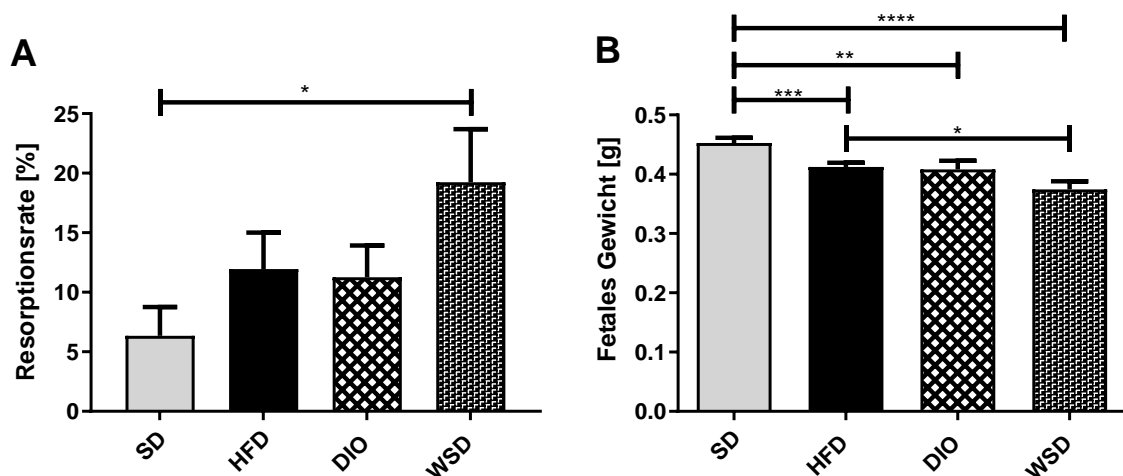 A
*
Resorptionsrate [%]
25
20
15
10
5
0
SD
HFD
DIO
WSD
B
****
**
***
*
Fetales Gewicht [g]
0.5
0.4
0.3
0.2
0.1
0.0
SD
HFD
DIO
WSD